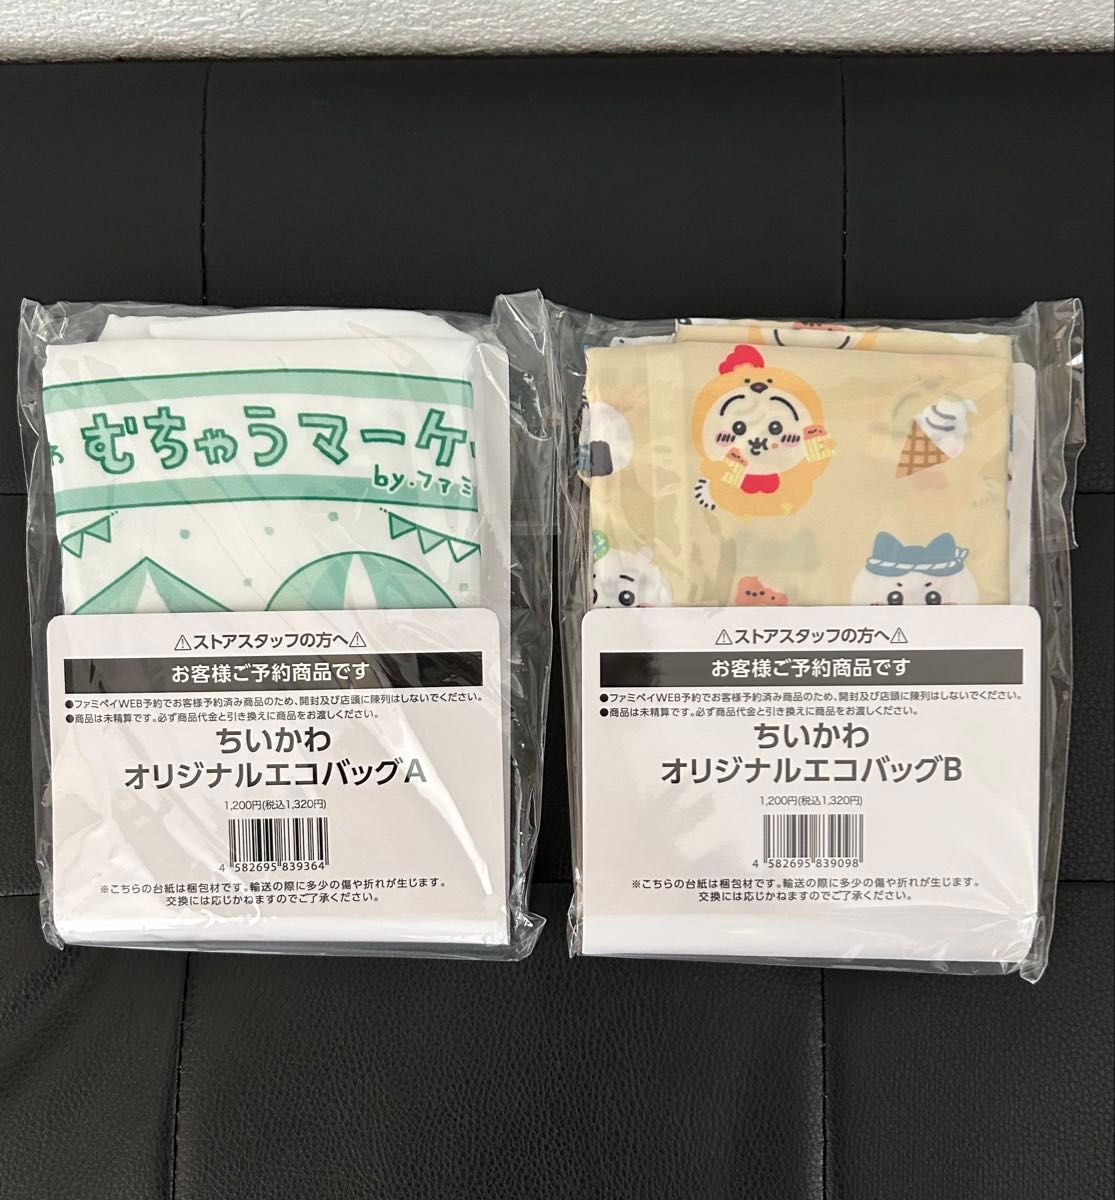 むちゃうマーケ
by.ファミ
⚠ストアスタッフの方へ⚠
お客様ご予約商品です
●ファミペイWEB予約でお客様予約済み商品のため、開封及び店頭に陳列はしないでください。
●商品は未精算です。必ず商品代金と引き換えに商品をお渡しください。
ちいかわ
オリジナルエコバッグA
1,200円(税込1,320円)
4 582695 839364
※こちらの台紙は梱包材です。輸送の際に多少の傷や折れが生じます。
交換には応じかねますのでご了承ください。
⚠ストアスタッフの方へ⚠
お客様ご予約商品です
●ファミペイWEB予約でお客様予約済み商品のため、開封及び店頭に陳列はしないでください。
●商品は未精算です。必ず商品代金と引き換えに商品をお渡しください。
ちいかわ
オリジナルエコバッグB
1,200円(税込1,320円)
4 582695 839098
※こちらの台紙は梱包材です。輸送の際に多少の傷や折れが生じます。
交換には応じかねますのでご了承ください。